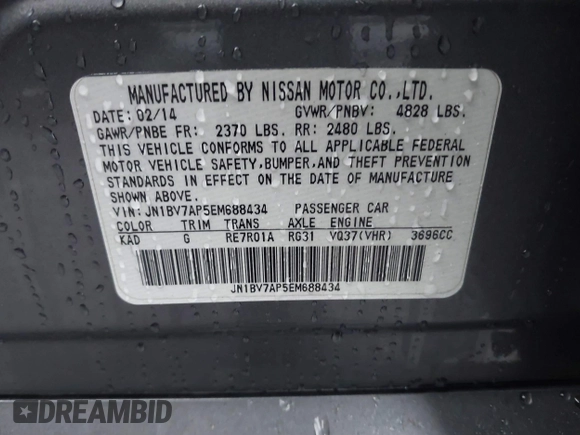 MANUFACTURED BY NISSAN MOTOR CO.,LTD.
DATE: 02/14 GVWR/PNBV: 4828 LBS.
GAWR/PNBE FR: 2370 LBS. RR: 2480 LBS.
THIS VEHICLE CONFORMS TO ALL APPLICABLE FEDERAL
MOTOR VEHICLE SAFETY,BUMPER,AND THEFT PREVENTION
STANDARDS IN EFFECT ON THE DATE OF MANUFACTURE
SHOWN ABOVE.
VIN: JN1BV7AP5EM688434 PASSENGER CAR
COLOR TRIM TRANS AXLE ENGINE
KAD G RE7R01A RG31 VQ37(VHR) 3696CC
JN1BV7AP5EM688434
DREAMBID